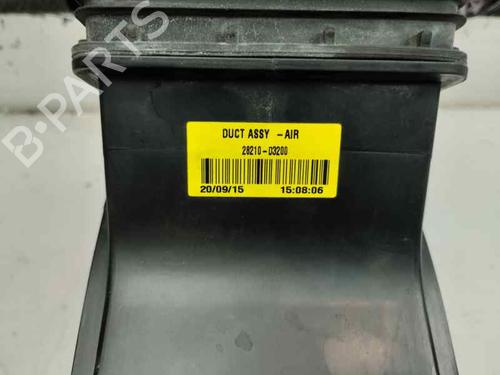 B-PARTS
DUCT ASSY -AIR
28210-D3200
20/09/15 15:08:06